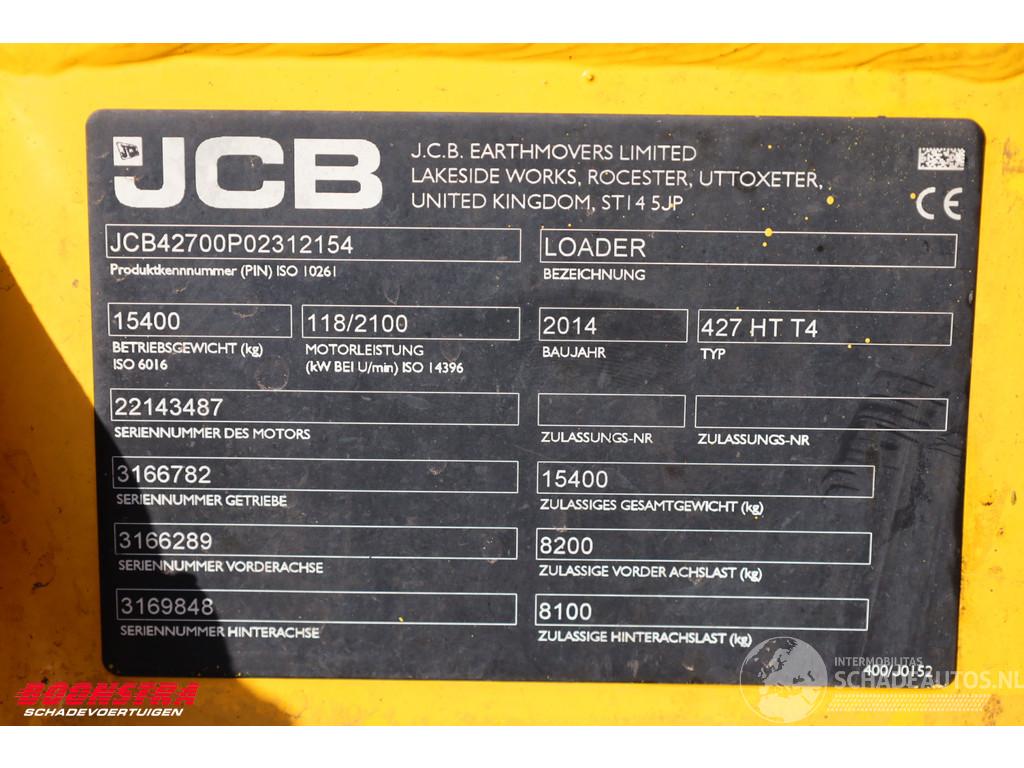 JCB
J.C.B. EARTHMOVERS LIMITED
LAKESIDE WORKS, ROCESTER, UTTOXETER,
UNITED KINGDOM, ST14 5JP
CE
JCB42700P02312154
Produktkennnummer (PIN) ISO 10261
LOADER
BEZEICHNUNG
15400
BETRIEBSGEWICHT (kg)
ISO 6016
118/2100
MOTORLEISTUNG
(kW BEI U/min) ISO 14396
2014
BAUJAHR
427 HT T4
TYP
22143487
SERIENNUMMER DES MOTORS
ZULASSUNGS-NR
ZULASSUNGS-NR
3166782
SERIENNUMMER GETRIEBE
15400
ZULASSIGES GESAMTGEWICHT (kg)
3166289
SERIENNUMMER VORDERACHSE
8200
ZULASSIGE VORDER ACHSLAST (kg)
3169848
SERIENNUMMER HINTERACHSE
8100
ZULASSIGE HINTERACHSLAST (kg)
400/J0152
BOONSTRA
SCHADEVOERTUIGEN
INTERMOBILITAS
SCHADEAUTOS.NL